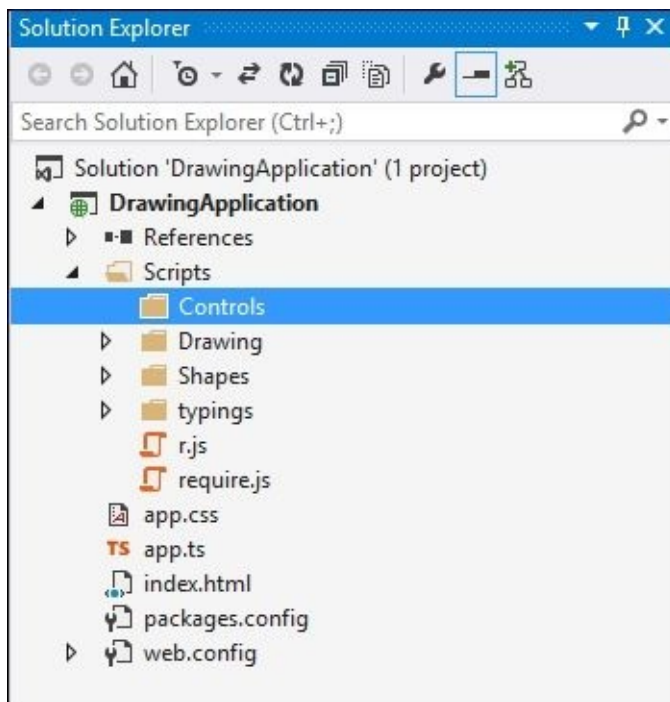 Solution Explorer
Search Solution Explorer (Ctrl+;)
Solution 'DrawingApplication' (1 project)
DrawingApplication
References
Scripts
Controls
Drawing
Shapes
typings
r.js
require.js
app.css
TS app.ts
index.html
packages.config
web.config